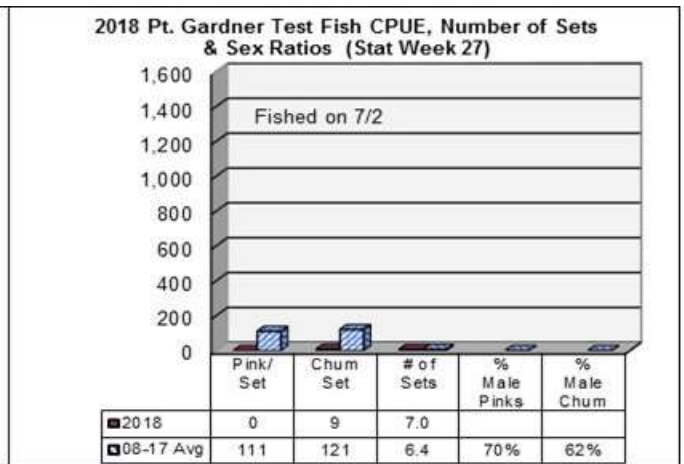 2018 Pt. Gardner Test Fish CPUE, Number of Sets
& Sex Ratios (Stat Week 27)
1,600
1,400
1,200
1,000
800
600
400
200
0
Fished on 7/2
Pink/ Chum # of % %
Set Set Sets Male Male
Pinks Chum
2018 0 9 7.0
08-17 Avg 111 121 6.4 70% 62%